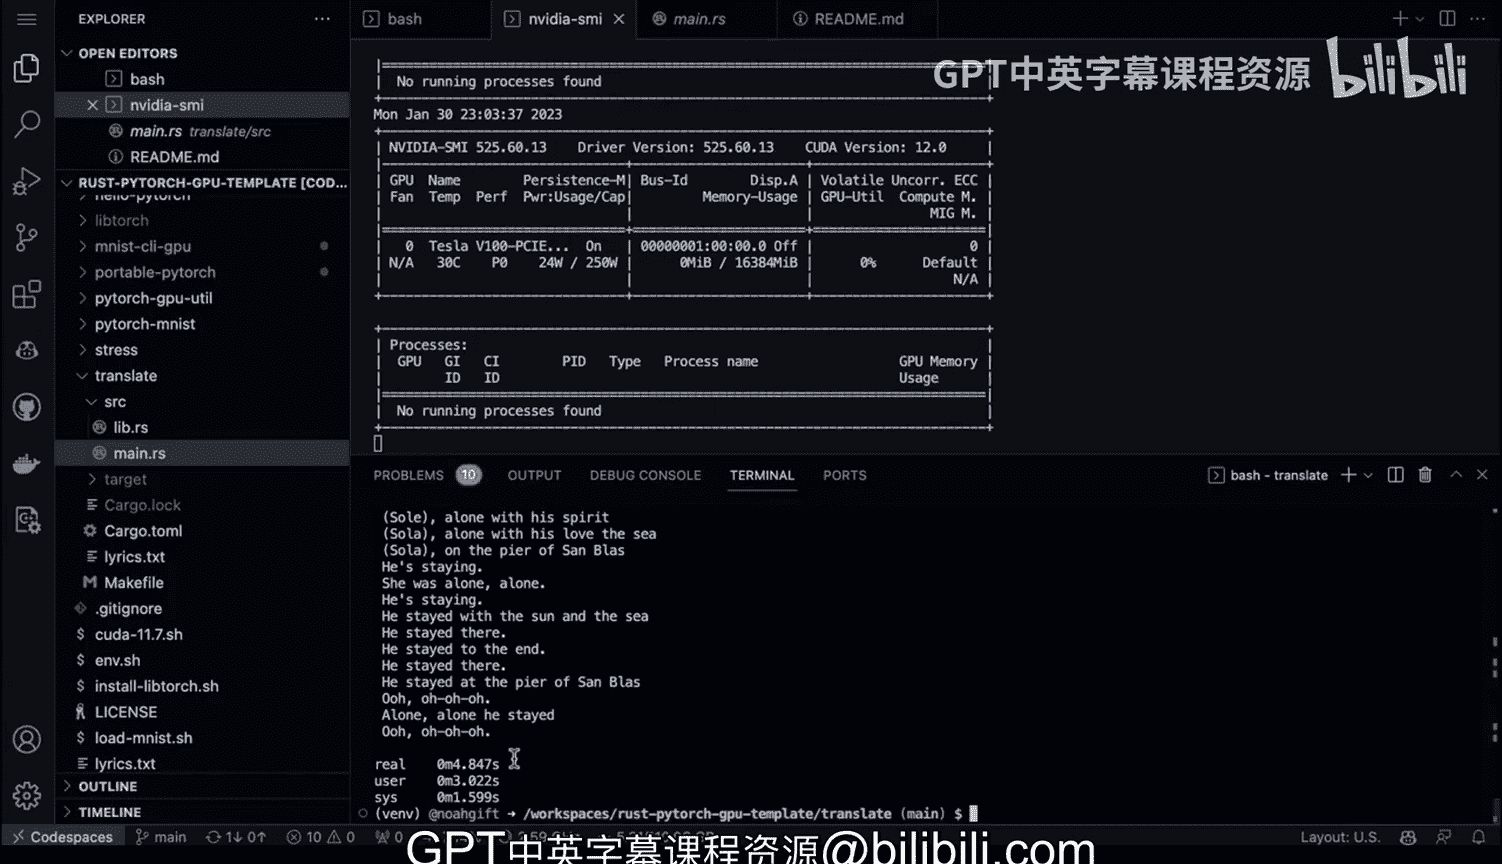 EXPLORER
bash
nvidia-smi
main.rs
README.md
OPEN EDITORS
bash
nvidia-smi
main.rs translate/src
README.md
RUST-PYTORCH-GPU-TEMPLATE [COD...
hello-pytorch
libtorch
mnist-cli-gpu
portable-pytorch
pytorch-gpu-util
pytorch-mnist
stress
translate
src
lib.rs
main.rs
target
Cargo.lock
Cargo.toml
lyrics.txt
Makefile
.gitignore
$ cuda-11.7.sh
$ env.sh
$ install-libtorch.sh
LICENSE
$ load-mnist.sh
lyrics.txt
OUTLINE
TIMELINE
GPT中英字幕课程资源 bilibili
No running processes found
Mon Jan 30 23:03:37 2023
NVIDIA-SMI 525.60.13 Driver Version: 525.60.13 CUDA Version: 12.0
GPU Name Persistence-M| Bus-Id Disp.A | Volatile Uncorr. ECC
Fan Temp Perf Pwr:Usage/Cap| Memory-Usage | GPU-Util Compute M.
MIG M.
0 Tesla V100-PCIE... On | 00000001:00:00.0 Off | 0
N/A 30C P0 24W / 250W | 0MiB / 16384MiB | 0% Default
N/A
Processes:
GPU GI CI PID Type Process name GPU Memory
ID ID Usage
No running processes found
PROBLEMS 10 OUTPUT DEBUG CONSOLE TERMINAL PORTS
bash - translate
(Sole), alone with his spirit
(Sola), alone with his love the sea
(Sola), on the pier of San Blas
He's staying.
She was alone, alone.
He's staying.
He stayed with the sun and the sea
He stayed there.
He stayed to the end.
He stayed there.
He stayed at the pier of San Blas
Ooh, oh-oh-oh.
Alone, alone he stayed
Ooh, oh-oh-oh.
real 0m4.847s
user 0m3.022s
sys 0m1.599s
(venv) @noahgift → /workspaces/rust-pytorch-gpu-template/translate (main) $
Codespaces main 1↓ 0↑ 10 0 0
Layout: U.S.
GPT中英字幕课程资源@bilibili.com